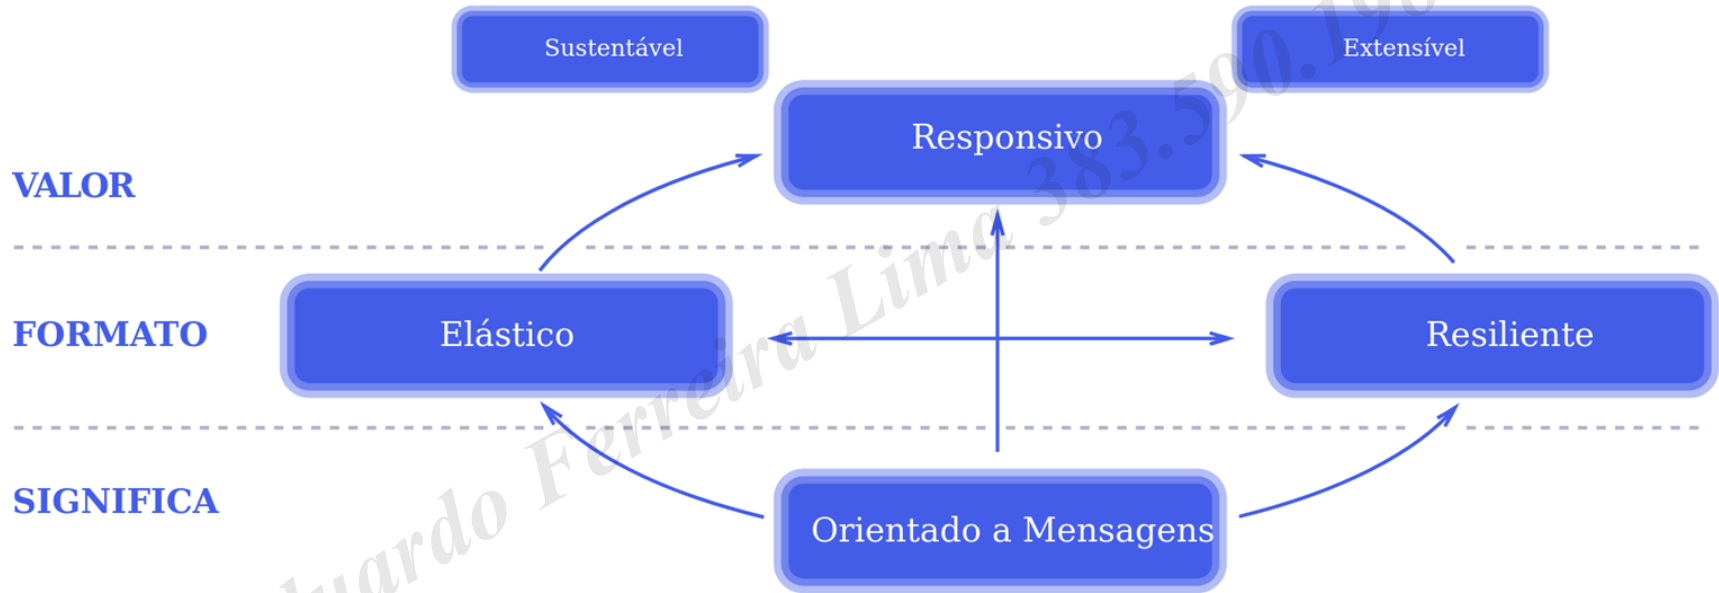 Sustentável
Extensível
Responsivo
VALOR
FORMATO
Elástico
Resiliente
SIGNIFICA
Orientado a Mensagens
Ferreira Lima 383.590.